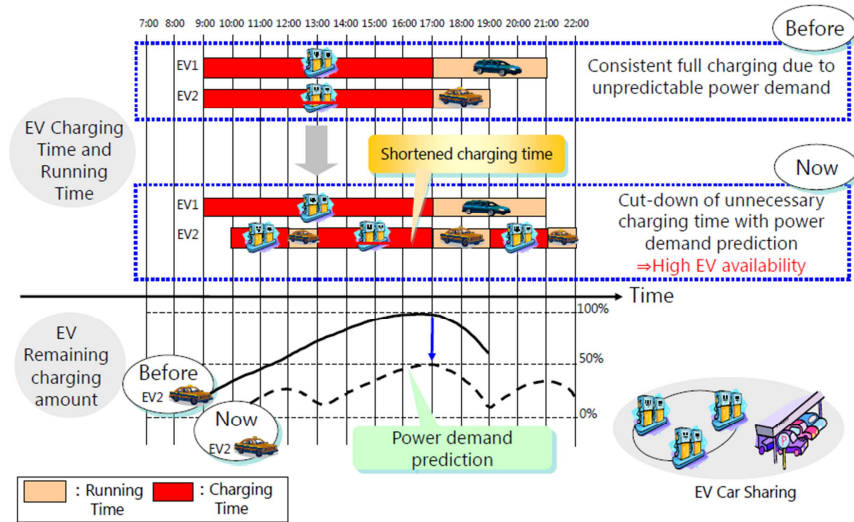 7:00 8:00 9:00 10:00 11:00 12:00 13:00 14:00 15:00 16:00 17:00 18:00 19:00 20:00 21:00 22:00
Before
EV1
EV2
Consistent full charging due to
unpredictable power demand
EV Charging
Time and
Running
Time
Shortened charging time
Now
EV1
EV2
Cut-down of unnecessary
charging time with power
demand prediction
⇒High EV availability
Time
100%
50%
0%
EV
Remaining
charging
amount
Before
EV2
Now
EV2
Power demand
prediction
P
EV Car Sharing
: Running
Time
: Charging
Time